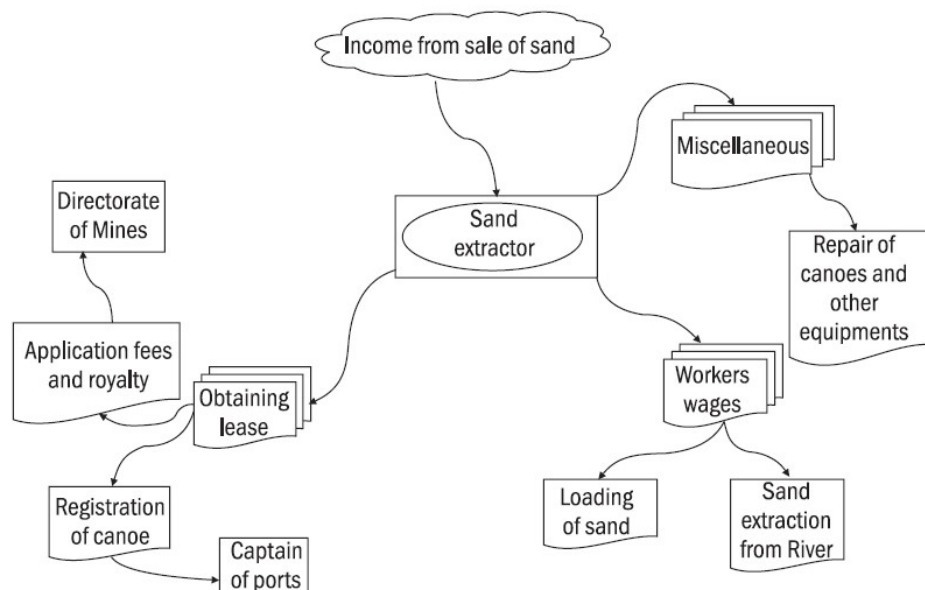 Income from sale of sand
Miscellaneous
Directorate
of Mines
Sand
extractor
Repair of
canoes and
other
equipments
Application fees
and royalty
Obtaining
lease
Workers
wages
Registration
of canoe
Loading
of sand
Sand
extraction
from River
Captain
of ports